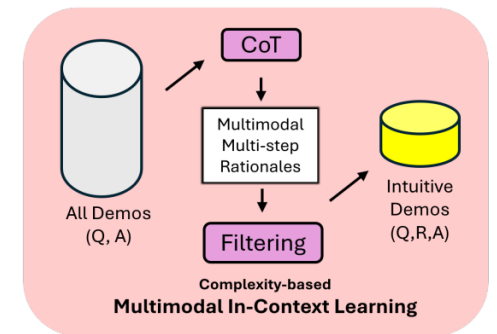 CoT
Multimodal
Multi-step
Rationales
All Demos
(Q, A)
Filtering
Intuitive
Demos
(Q,R,A)
Complexity-based
Multimodal In-Context Learning